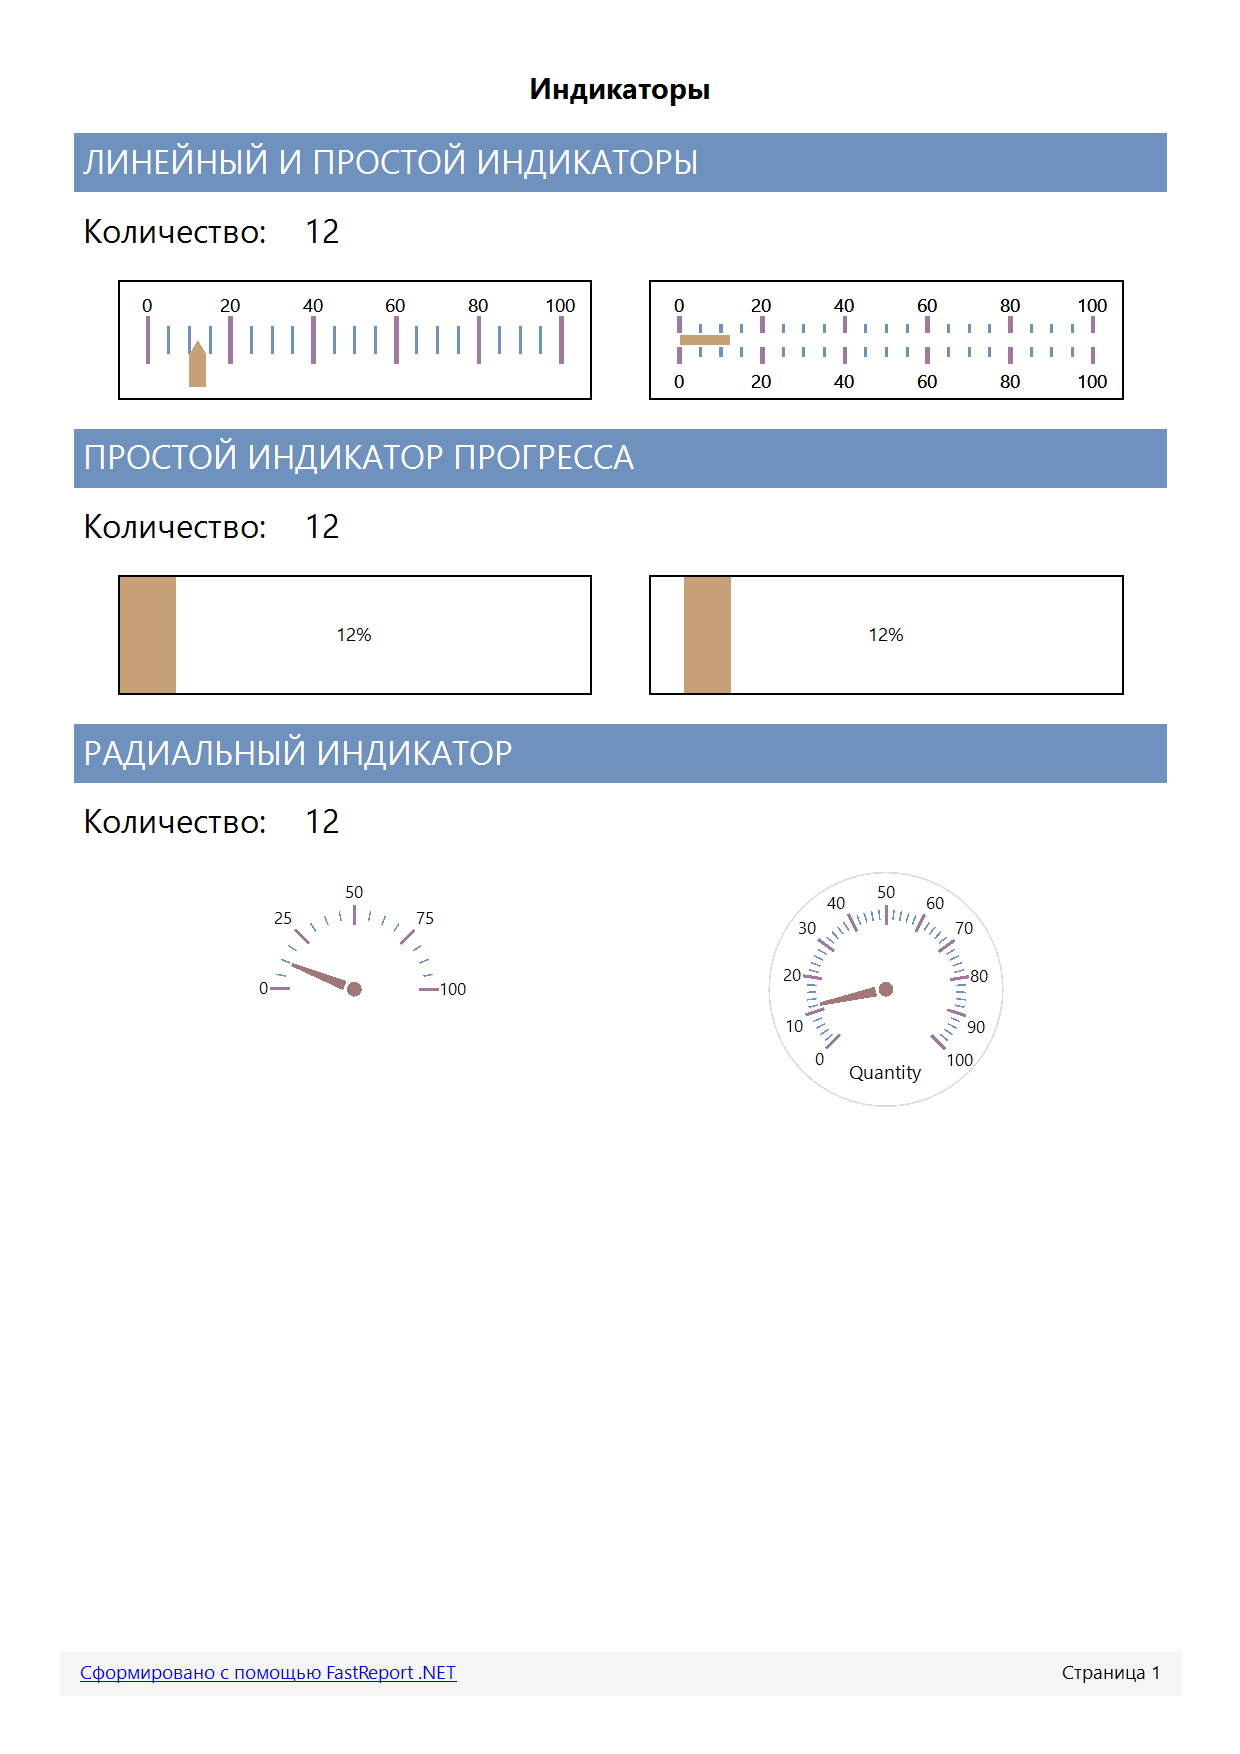 Индикаторы
ЛИНЕЙНЫЙ И ПРОСТОЙ ИНДИКАТОРЫ
Количество: 12
0 20 40 60 80 100
0 20 40 60 80 100
0 20 40 60 80 100
ПРОСТОЙ ИНДИКАТОР ПРОГРЕССА
Количество: 12
12%
12%
РАДИАЛЬНЫЙ ИНДИКАТОР
Количество: 12
0 25 50 75 100
0 10 20 30 40 50 60 70 80 90 100
Quantity
Сформировано с помощью FastReport .NET
Страница 1